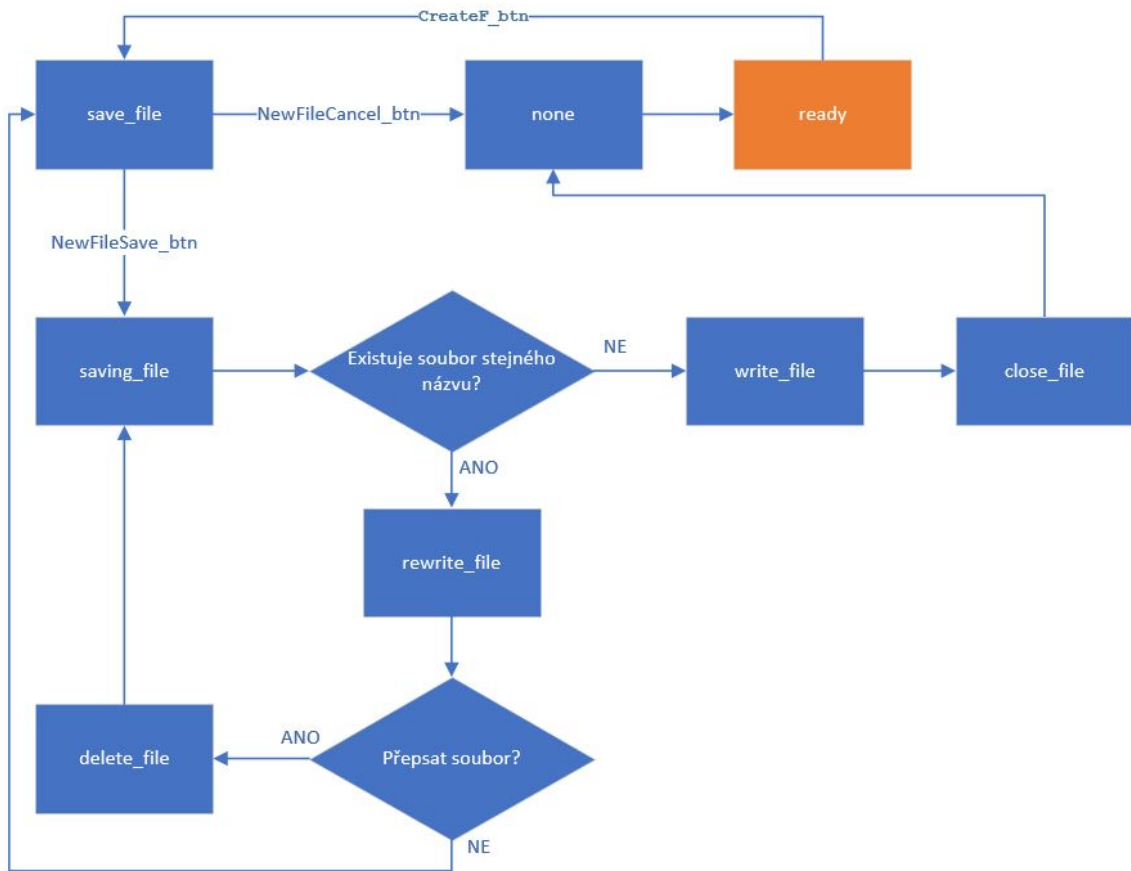 CreateF_btn
save_file
NewFileCancel_btn
none
ready
NewFileSave_btn
saving_file
Existuje soubor stejného
názvu?
NE
write_file
close_file
ANO
rewrite_file
delete_file
ANO
Přepsat soubor?
NE